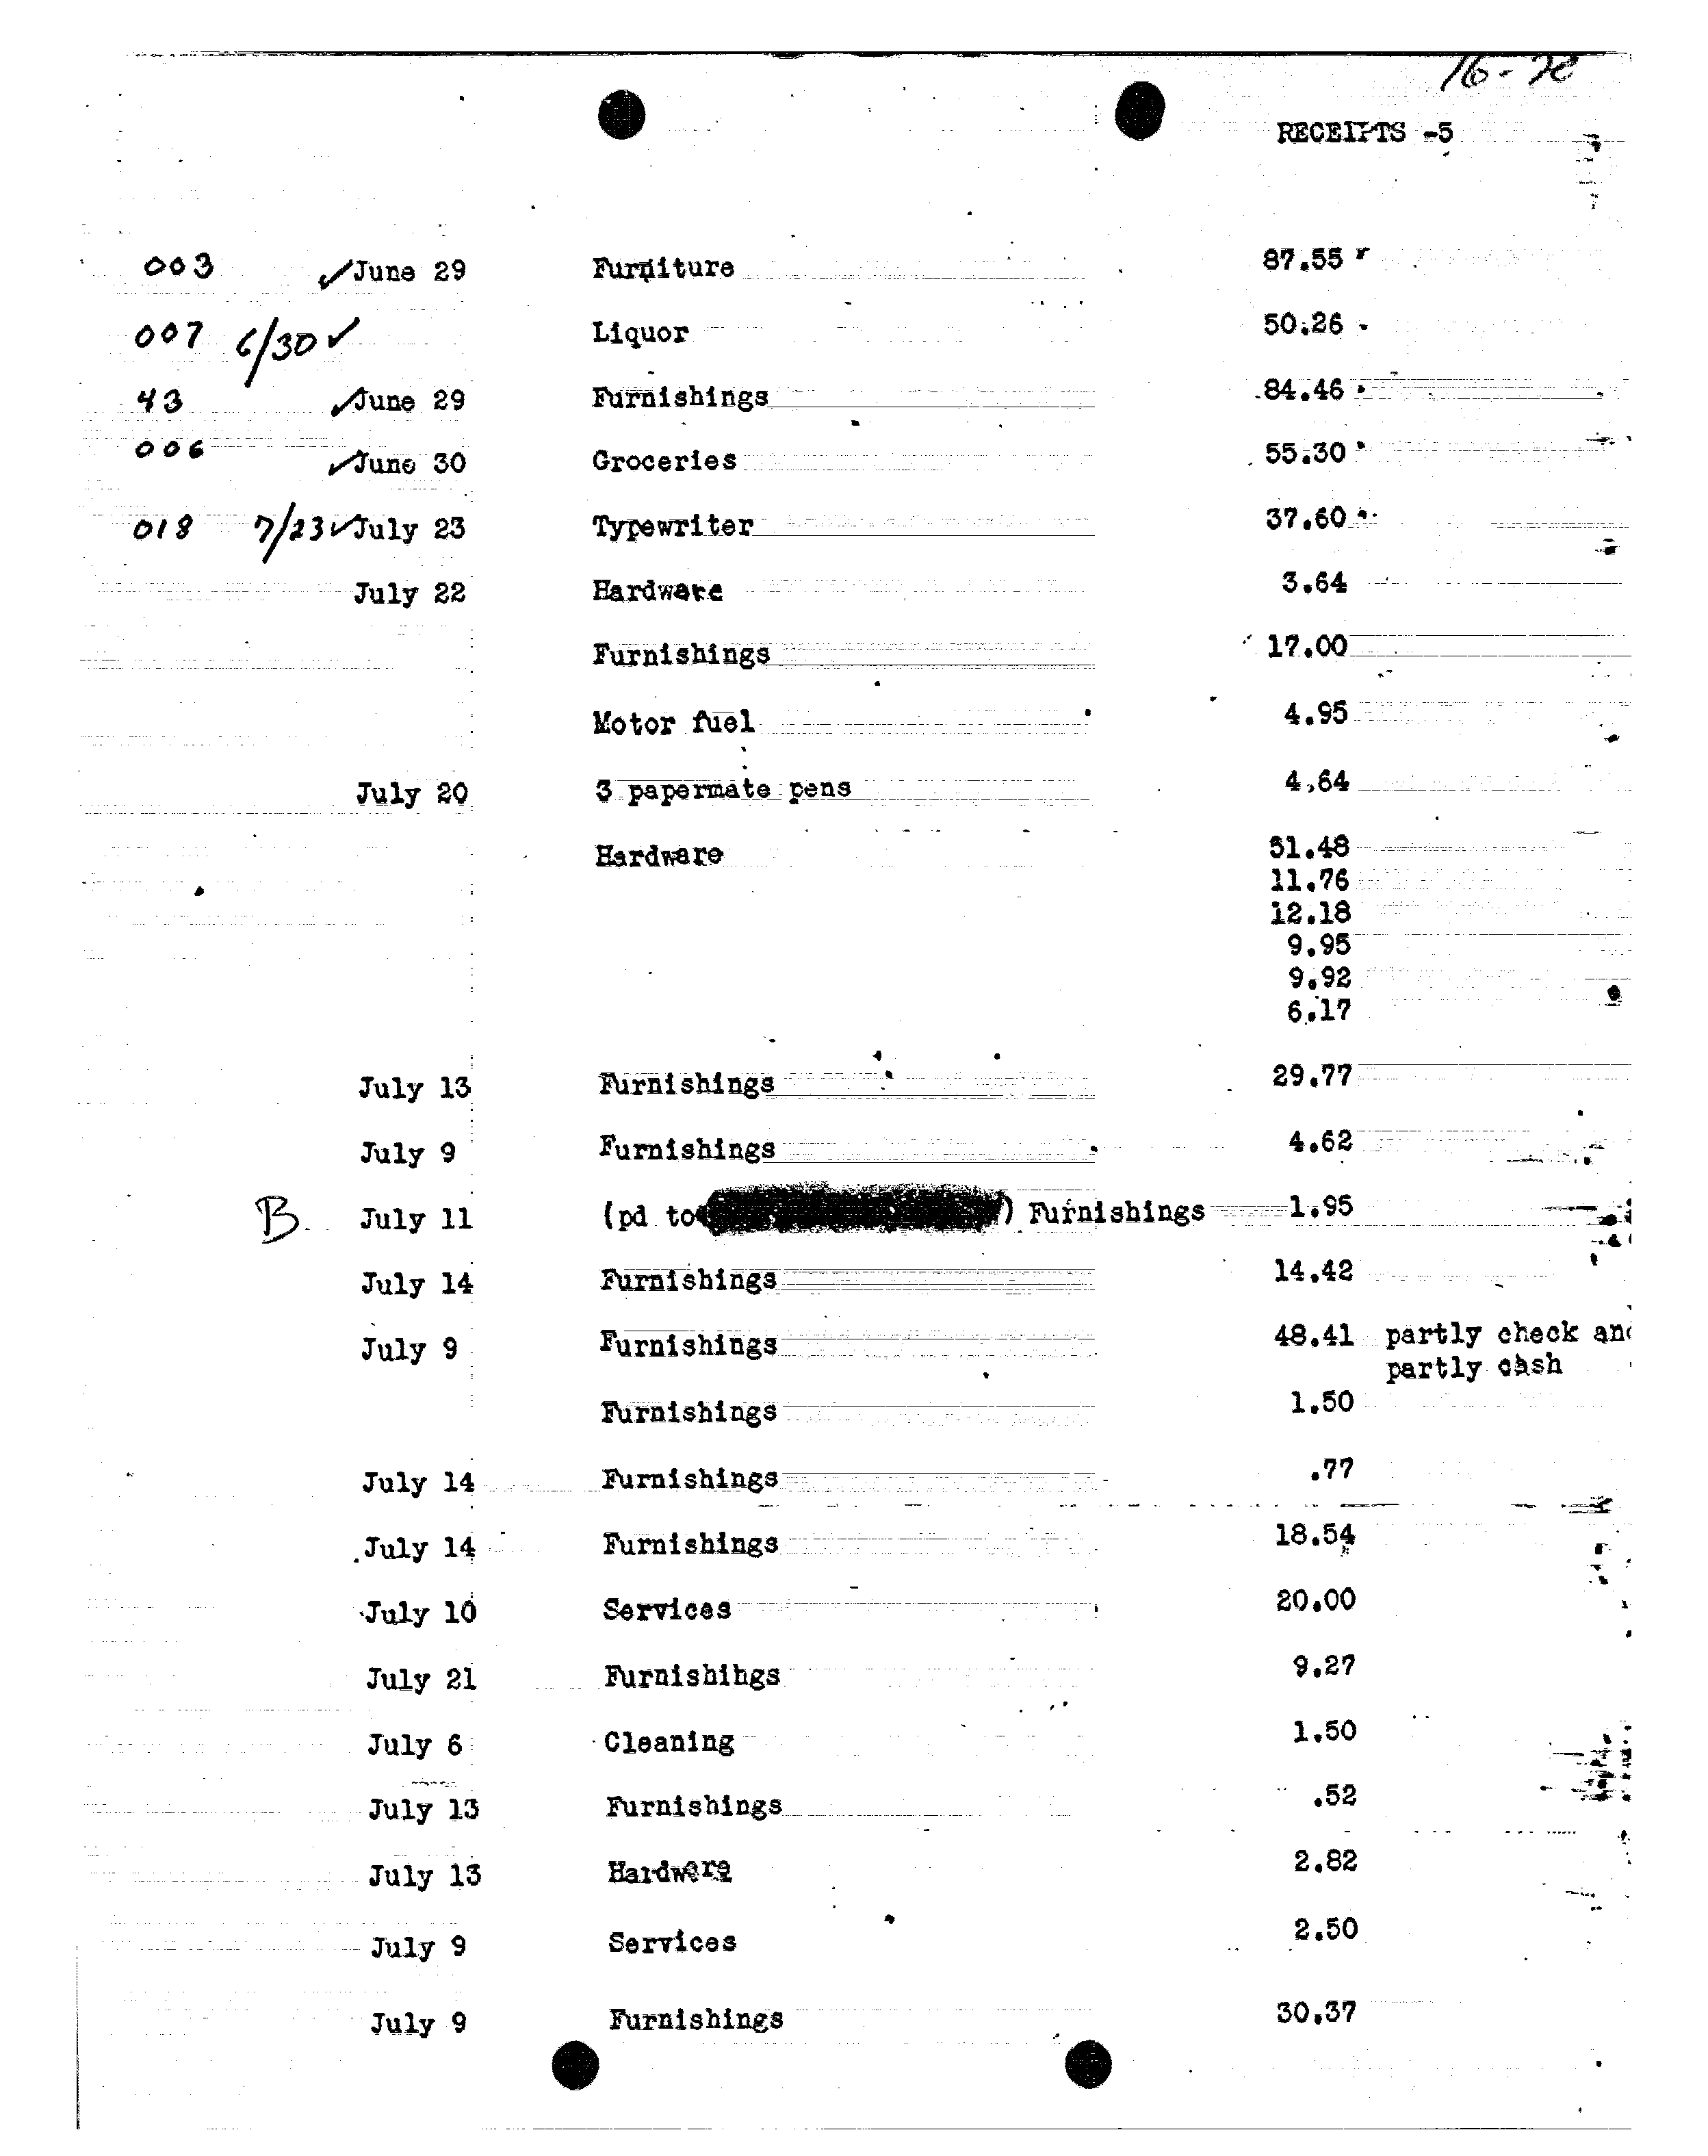 16-
RECEIPTS -5
003 ✓June 29 Furniture 87.55
007 6/30 ✓ Liquor 50.26
43 ✓June 29 Furnishings 84.46
006 ✓June 30 Groceries 55.30
018 7/23 ✓July 23 Typewriter 37.60
July 22 Hardware 3.64
Furnishings 17.00
Motor fuel 4.95
July 20 3 papermate pens 4.64
Hardware 51.48
11.76
12.18
9.95
9.92
6.17
July 13 Furnishings 29.77
July 9 Furnishings 4.62
B July 11 (pd to ) Furnishings 1.95
July 14 Furnishings 14.42
July 9 Furnishings 48.41 partly check and
partly cash
Furnishings 1.50
July 14 Furnishings .77
July 14 Furnishings 18.54
July 10 Services 20.00
July 21 Furnishihgs 9.27
July 6 Cleaning 1.50
July 13 Furnishings .52
July 13 Hardware 2.82
July 9 Services 2.50
July 9 Furnishings 30.37